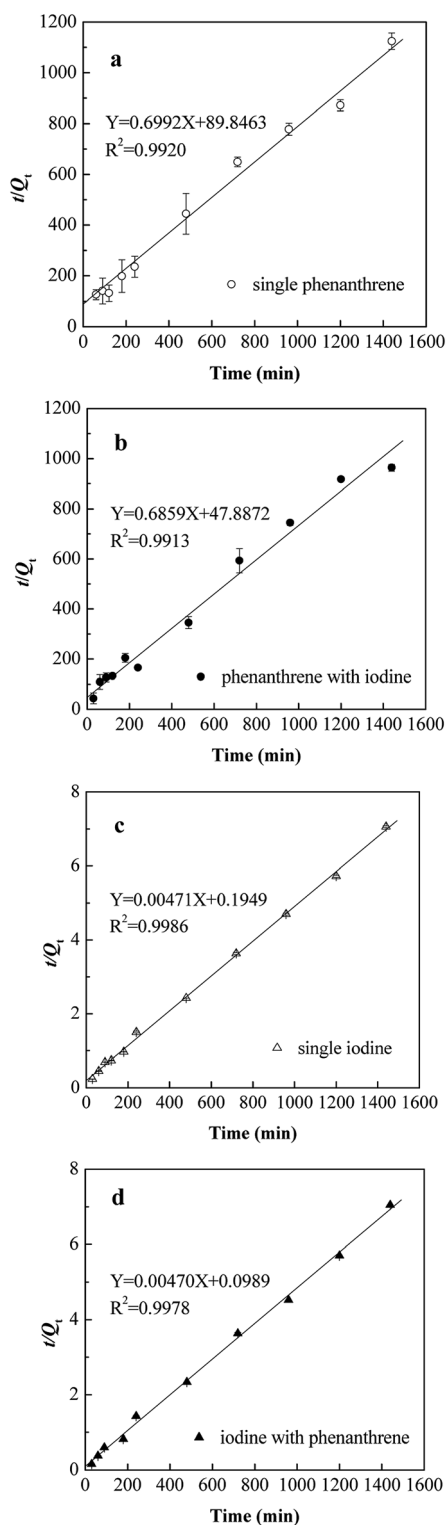 1200
a
1000
Y=0.6992X+89.8463
800
R²=0.9920
600
t/Qt
400
200
single phenanthrene
0
0 200 400 600 800 1000 1200 1400 1600
Time (min)
1200
b
1000
Y=0.6859X+47.8872
800
R²=0.9913
600
t/Qt
400
200
phenanthrene with iodine
0
0 200 400 600 800 1000 1200 1400 1600
Time (min)
8
c
6
Y=0.00471X+0.1949
R²=0.9986
t/Qt
4
2
single iodine
0
0 200 400 600 800 1000 1200 1400 1600
Time (min)
8
d
6
Y=0.00470X+0.0989
R²=0.9978
t/Qt
4
2
iodine with phenanthrene
0
0 200 400 600 800 1000 1200 1400 1600
Time (min)